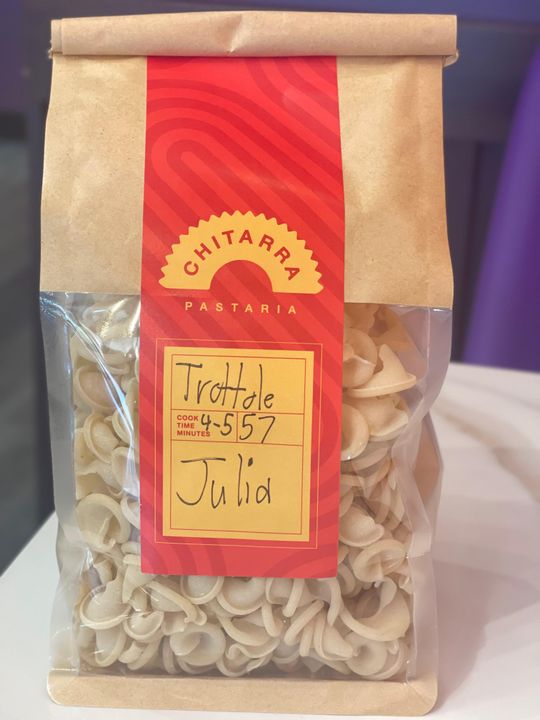 CHITARRA
PASTARIA
Trottole
COOK
TIME
MINUTES
4-5 57
Julia